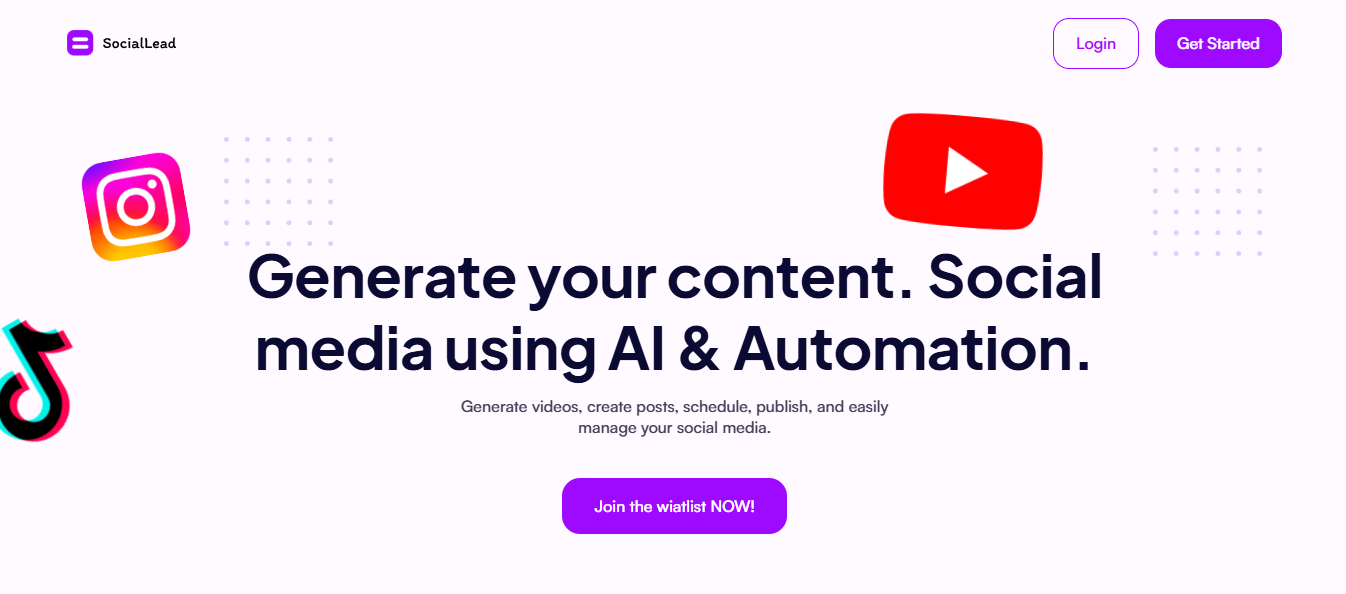 SocialLead
Login
Get Started
Generate your content. Social
media using AI & Automation.
Generate videos, create posts, schedule, publish, and easily
manage your social media.
Join the wiatlist NOW!